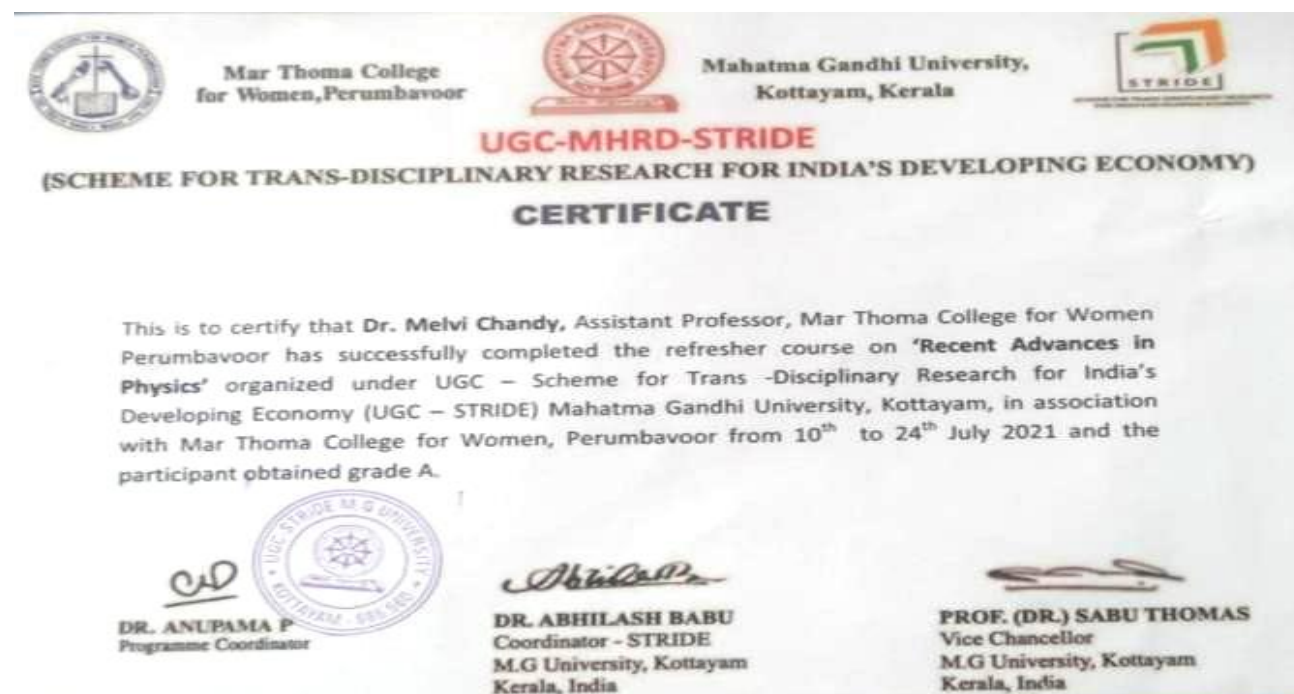 Mar Thoma College
for Women, Perumbavoor
Mahatma Gandhi University,
Kottayam, Kerala
STRIDE
UGC-MHRD-STRIDE
(SCHEME FOR TRANS-DISCIPLINARY RESEARCH FOR INDIA'S DEVELOPING ECONOMY)
CERTIFICATE
This is to certify that Dr. Melvi Chandy, Assistant Professor, Mar Thoma College for Women
Perumbavoor has successfully completed the refresher course on 'Recent Advances in
Physics' organized under UGC – Scheme for Trans -Disciplinary Research for India's
Developing Economy (UGC – STRIDE) Mahatma Gandhi University, Kottayam, in association
with Mar Thoma College for Women, Perumbavoor from 10th to 24th July 2021 and the
participant obtained grade A.
UGC STRIDE M.G UNIVERSITY
KOTTAYAM - 686560
DR. ANUPAMA P
Programme Coordinator
DR. ABHILASH BABU
Coordinator - STRIDE
M.G University, Kottayam
Kerala, India
PROF. (DR.) SABU THOMAS
Vice Chancellor
M.G University, Kottayam
Kerala, India